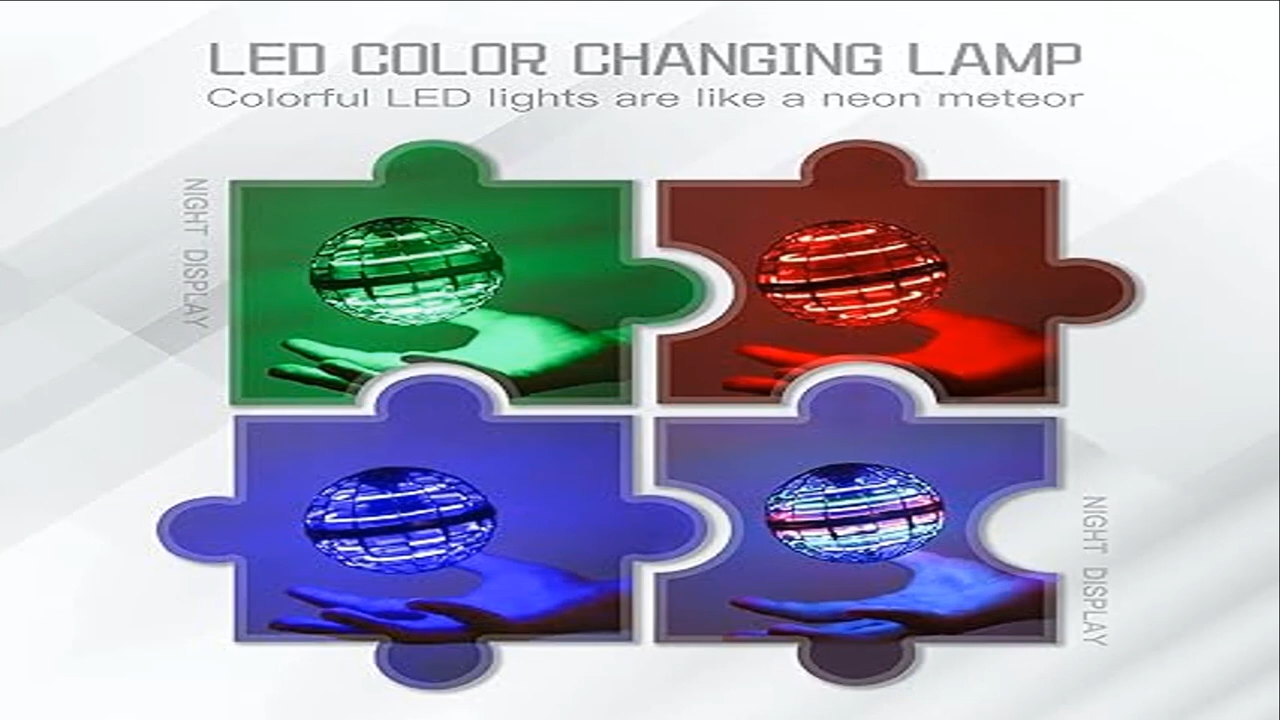 LED COLOR CHANGING LAMP
Colorful LED lights are like a neon meteor
NIGHT DISPLAY
NIGHT DISPLAY